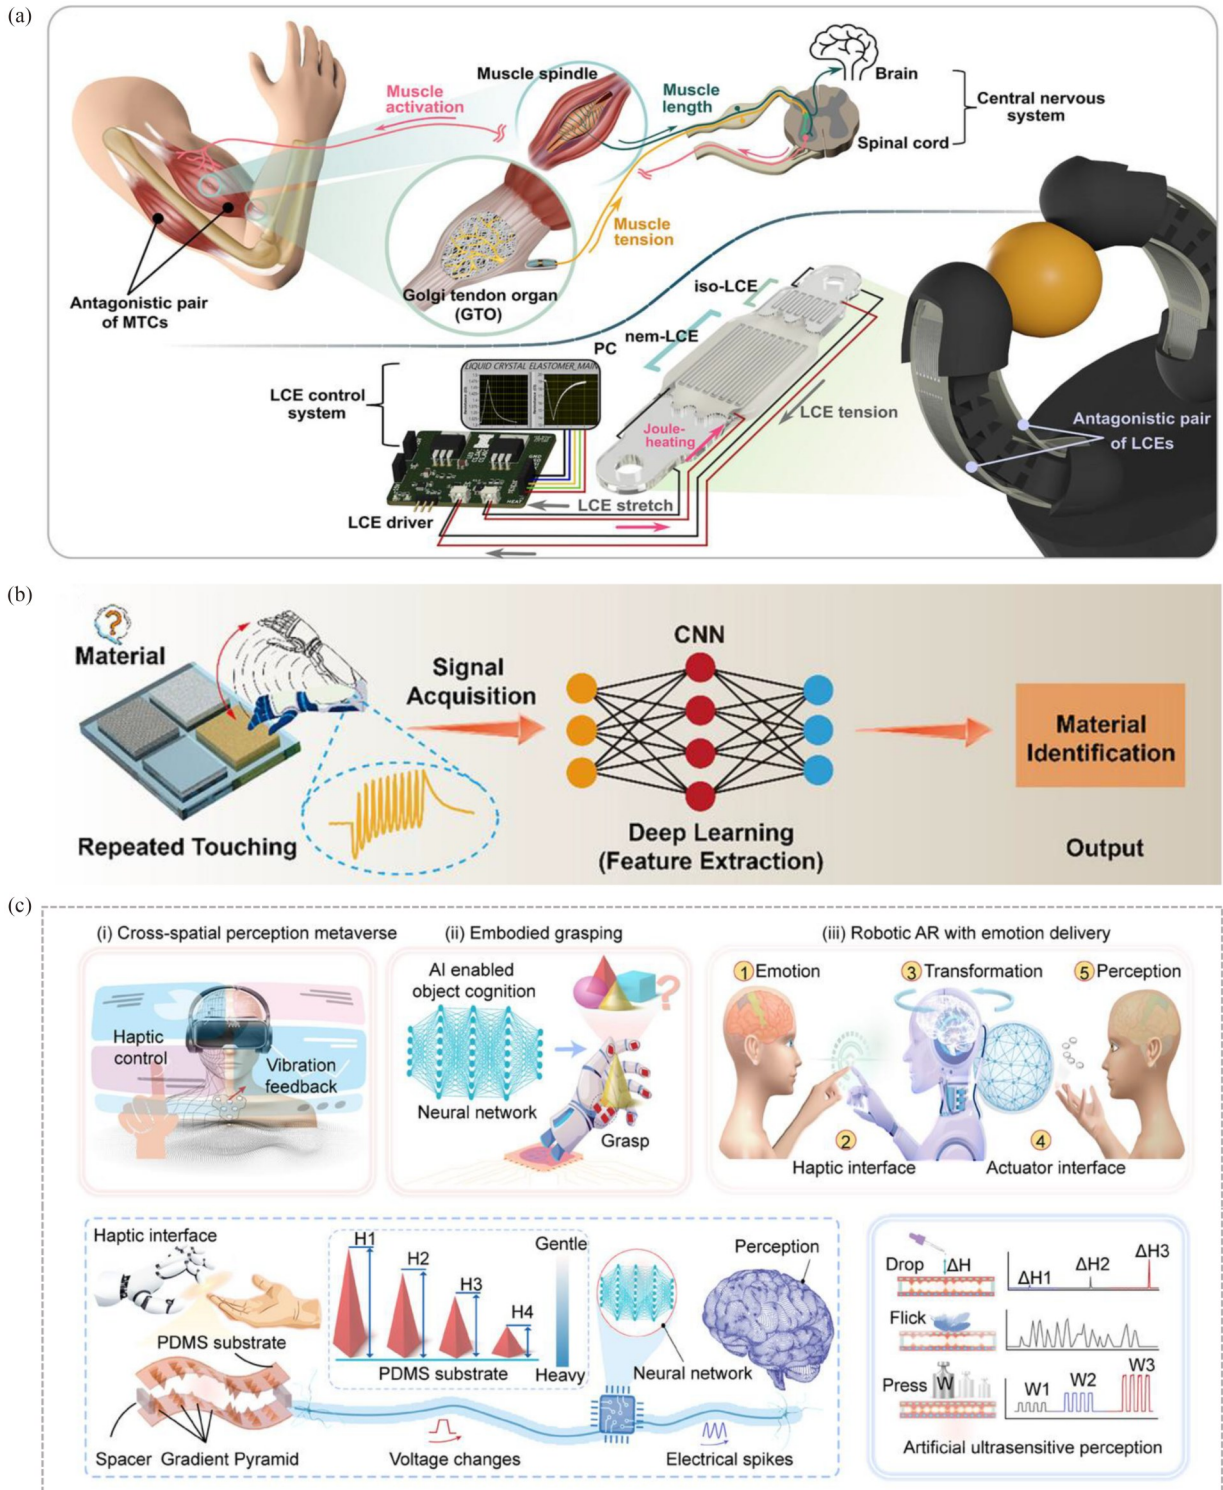 (a)
Muscle
activation
Muscle spindle
Muscle
length
Brain
Central nervous
system
Spinal cord
Muscle
tension
Golgi tendon organ
(GTO)
Antagonistic pair
of MTCs
iso-LCE
nem-LCE
PC
LIQUID CRYSTAL ELASTOMER_MAIN
LCE control
system
LCE tension
Joule-
heating
Antagonistic pair
of LCEs
LCE stretch
LCE driver
(b)
Material
Signal
Acquisition
CNN
Material
Identification
Repeated Touching
Deep Learning
(Feature Extraction)
Output
(c)
(i) Cross-spatial perception metaverse
(ii) Embodied grasping
(iii) Robotic AR with emotion delivery
Haptic
control
Vibration
feedback
AI enabled
object cognition
Neural network
Grasp
1 Emotion
3 Transformation
5 Perception
2
Haptic interface
4
Actuator interface
Haptic interface
PDMS substrate
Spacer Gradient Pyramid
H1
H2
H3
H4
PDMS substrate
Gentle
Heavy
Voltage changes
Neural network
Perception
Electrical spikes
Drop
ΔH
ΔH1
ΔH2
ΔH3
Flick
Press
W
W1
W2
W3
Artificial ultrasensitive perception